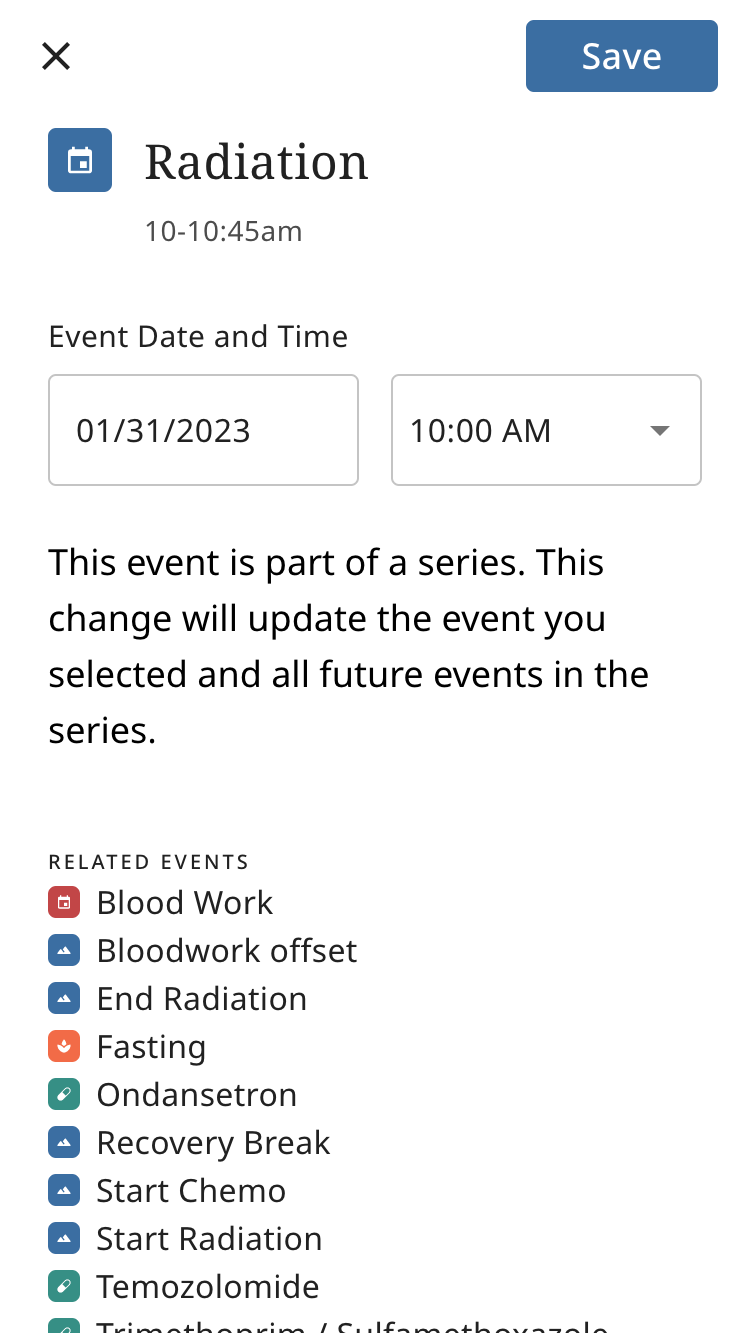 Save
Radiation
10-10:45am
Event Date and Time
01/31/2023
10:00 AM
This event is part of a series. This
change will update the event you
selected and all future events in the
series.
RELATED EVENTS
Blood Work
Bloodwork offset
End Radiation
Fasting
Ondansetron
Recovery Break
Start Chemo
Start Radiation
Temozolomide
Trimethoprim / Sulfamethoxazole